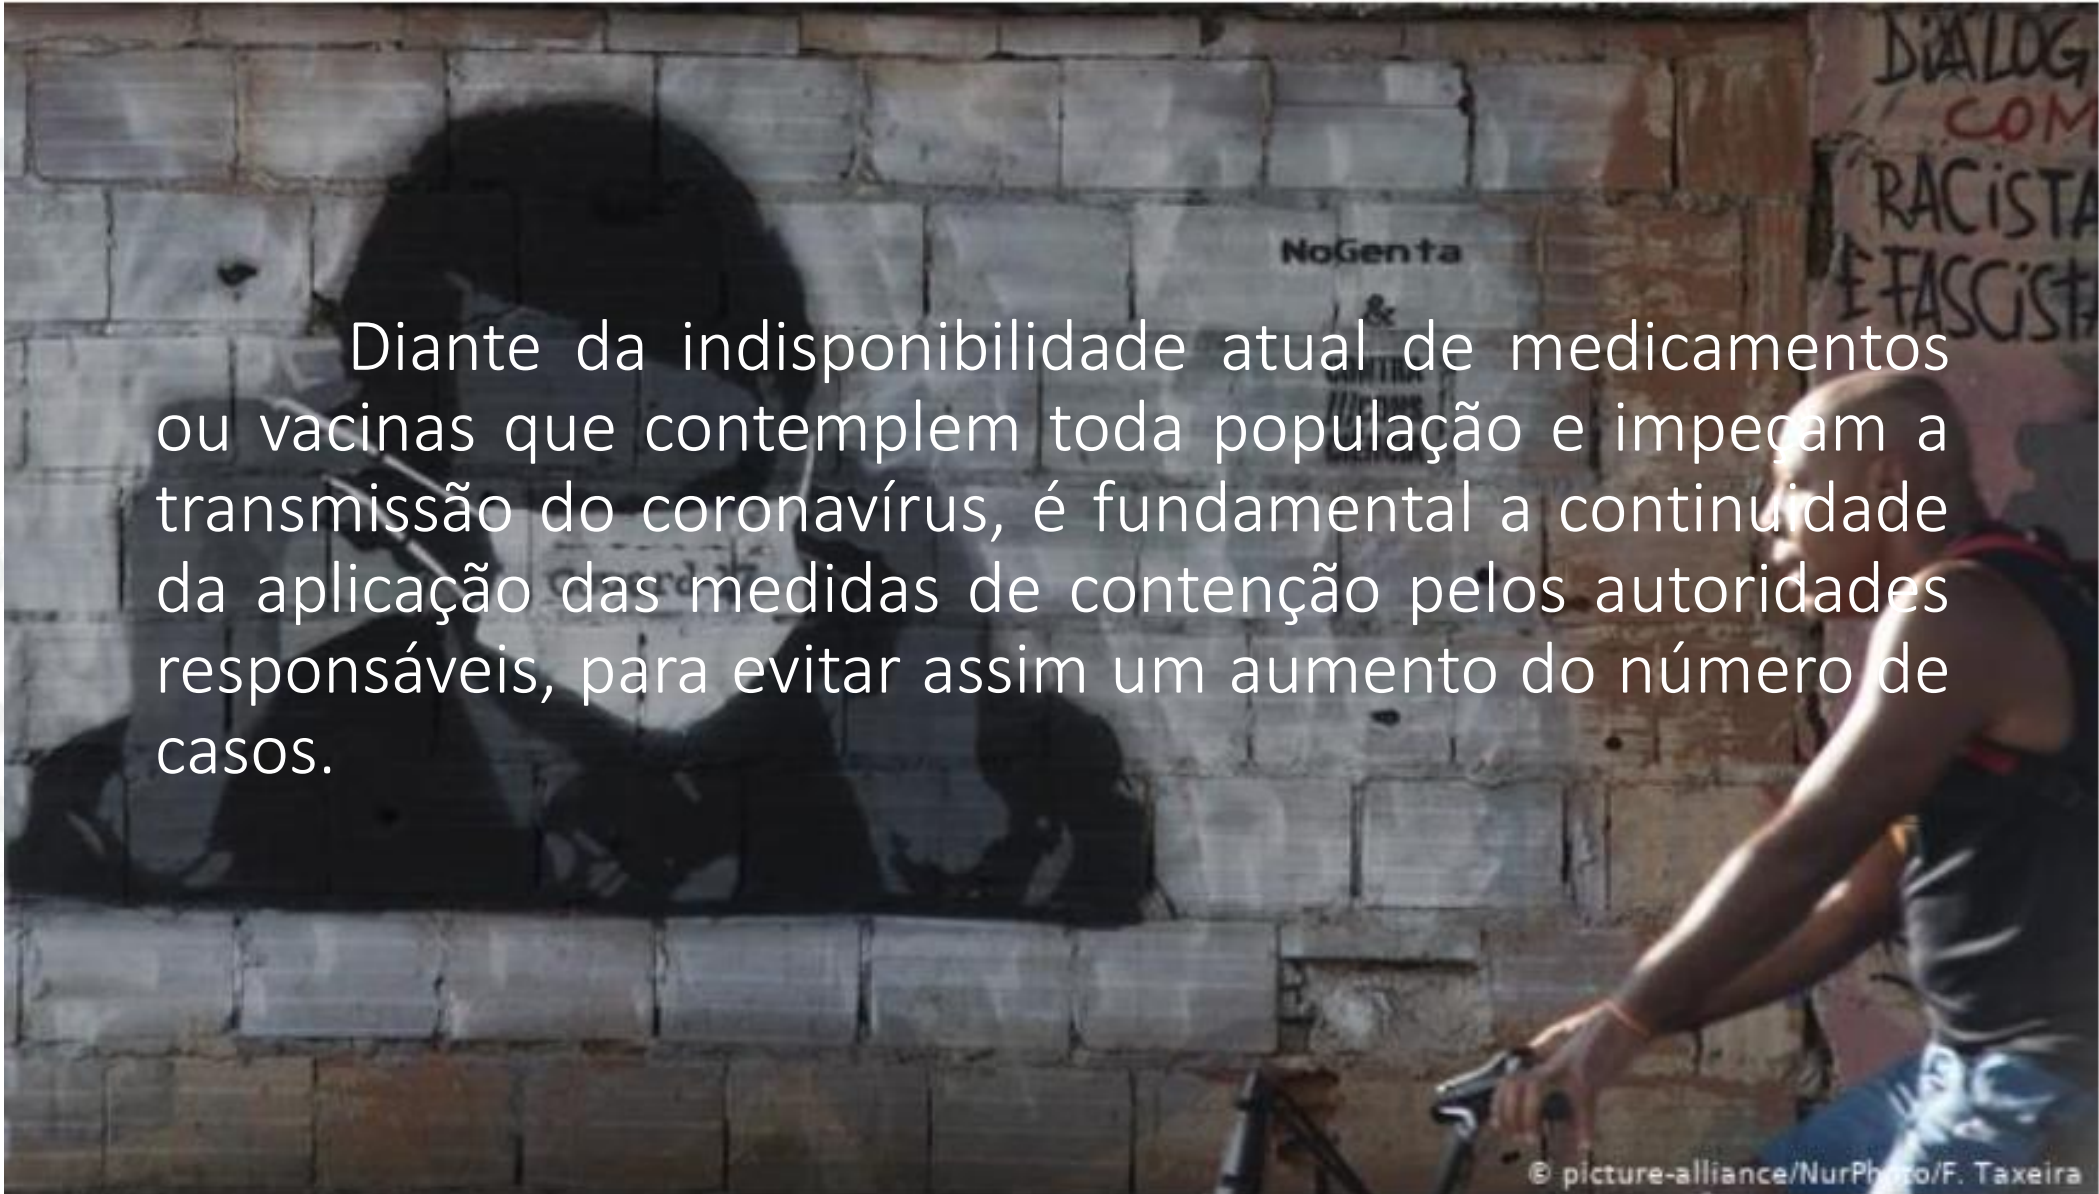 DiALOG
COM
RACiSTA
E FASCiSTA
NoGenta
&
Diante da indisponibilidade atual de medicamentos
ou vacinas que contemplem toda população e impeçam a
transmissão do coronavírus, é fundamental a continuidade
da aplicação das medidas de contenção pelos autoridades
responsáveis, para evitar assim um aumento do número de
casos.
© picture-alliance/NurPhoto/F. Taxeira